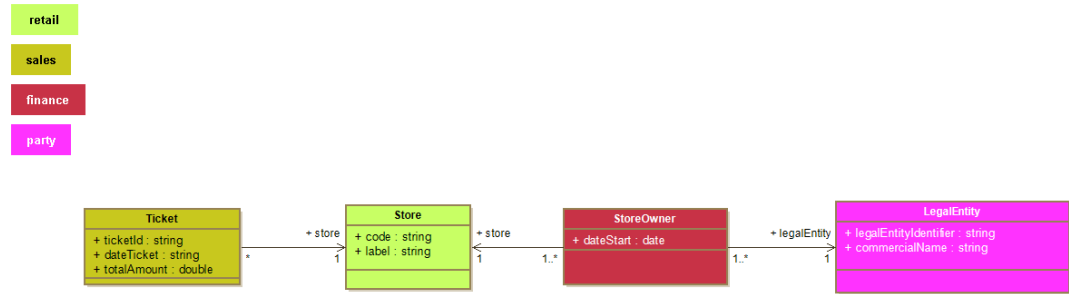 retail
sales
finance
party
Ticket
+ ticketId : string
+ dateTicket : string
+ totalAmount : double
+ store
* 1
Store
+ code : string
+ label : string
+ store
1 1..*
StoreOwner
+ dateStart : date
+ legalEntity
1..* 1
LegalEntity
+ legalEntityIdentifier : string
+ commercialName : string